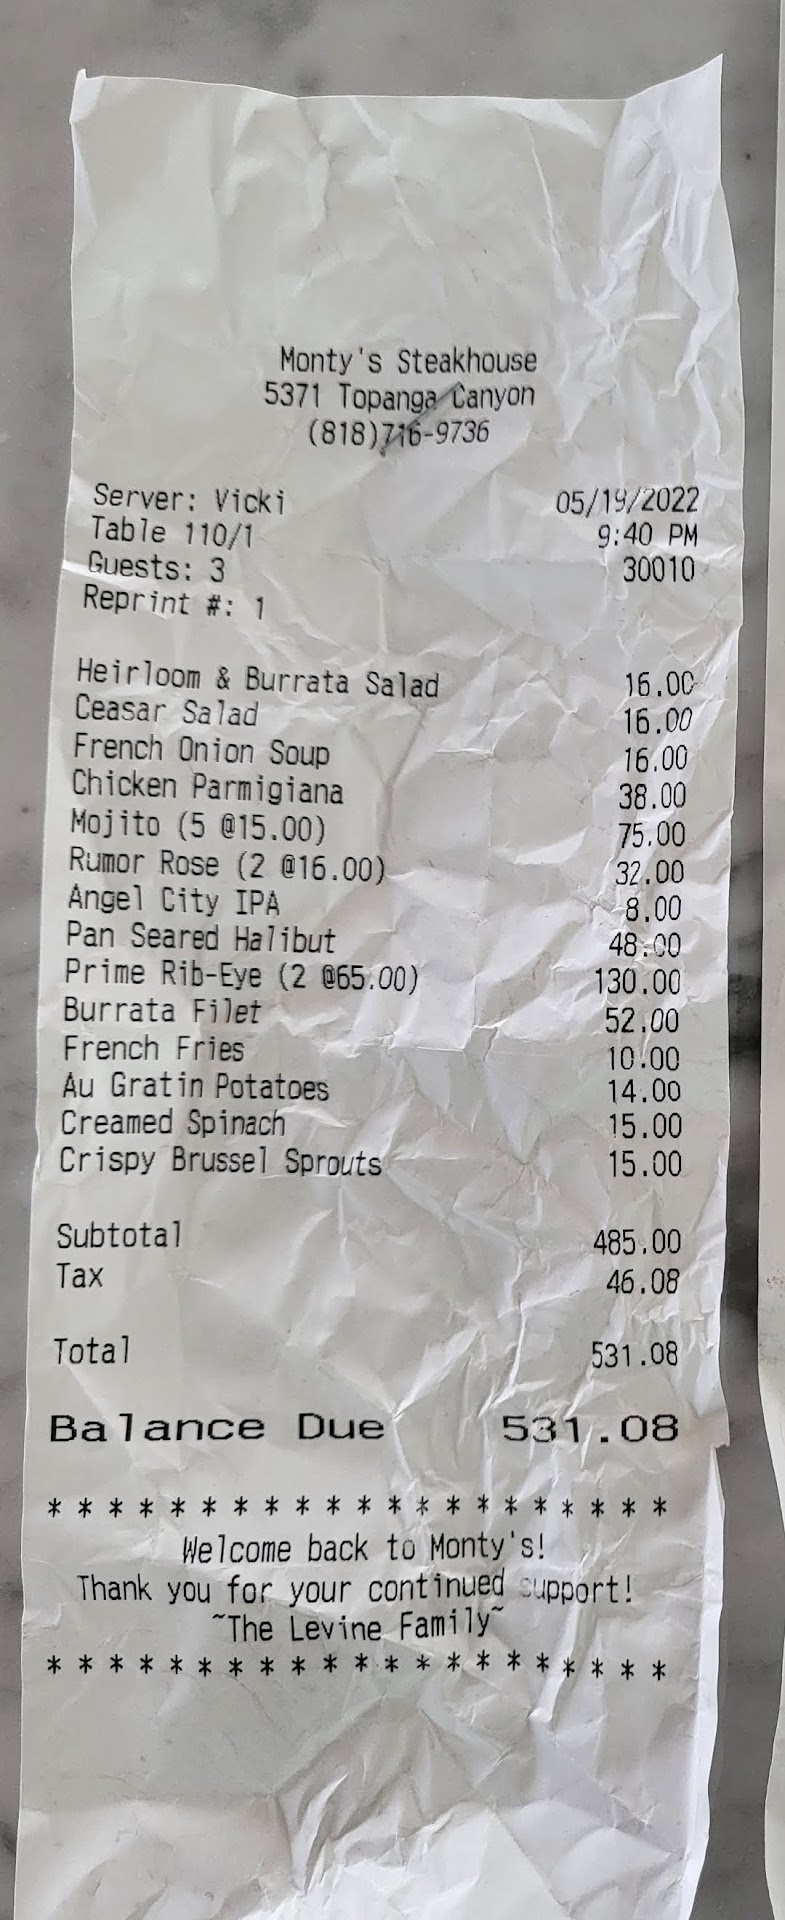 Monty's Steakhouse
5371 Topanga Canyon
(818)716-9736
Server: Vicki 05/19/2022
Table 110/1 9:40 PM
Guests: 3 30010
Reprint #: 1
Heirloom & Burrata Salad 16.00
Ceasar Salad 16.00
French Onion Soup 16.00
Chicken Parmigiana 38.00
Mojito (5 @15.00) 75.00
Rumor Rose (2 @16.00) 32.00
Angel City IPA 8.00
Pan Seared Halibut 48.00
Prime Rib-Eye (2 @65.00) 130.00
Burrata Filet 52.00
French Fries 10.00
Au Gratin Potatoes 14.00
Creamed Spinach 15.00
Crispy Brussel Sprouts 15.00
Subtotal 485.00
Tax 46.08
Total 531.08
Balance Due 531.08
* * * * * * * * * * * * * * * * * * * * *
Welcome back to Monty's!
Thank you for your continued support!
~The Levine Family~
* * * * * * * * * * * * * * * * * * * * *